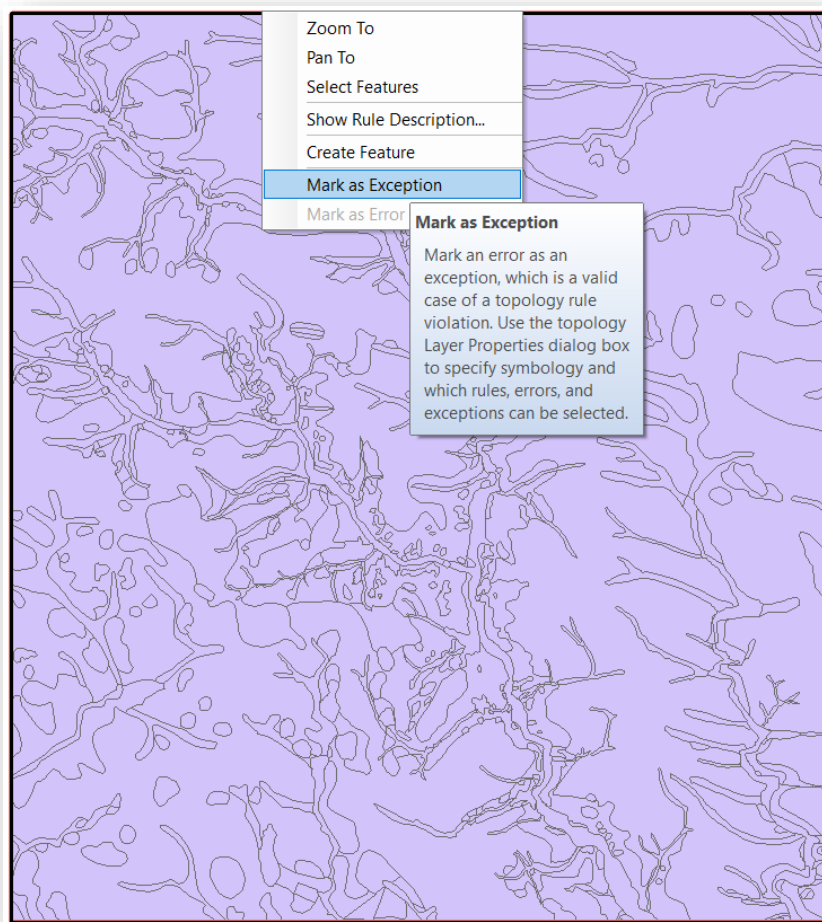 Zoom To
Pan To
Select Features
Show Rule Description...
Create Feature
Mark as Exception
Mark as Error
Mark as Exception
Mark an error as an
exception, which is a valid
case of a topology rule
violation. Use the topology
Layer Properties dialog box
to specify symbology and
which rules, errors, and
exceptions can be selected.